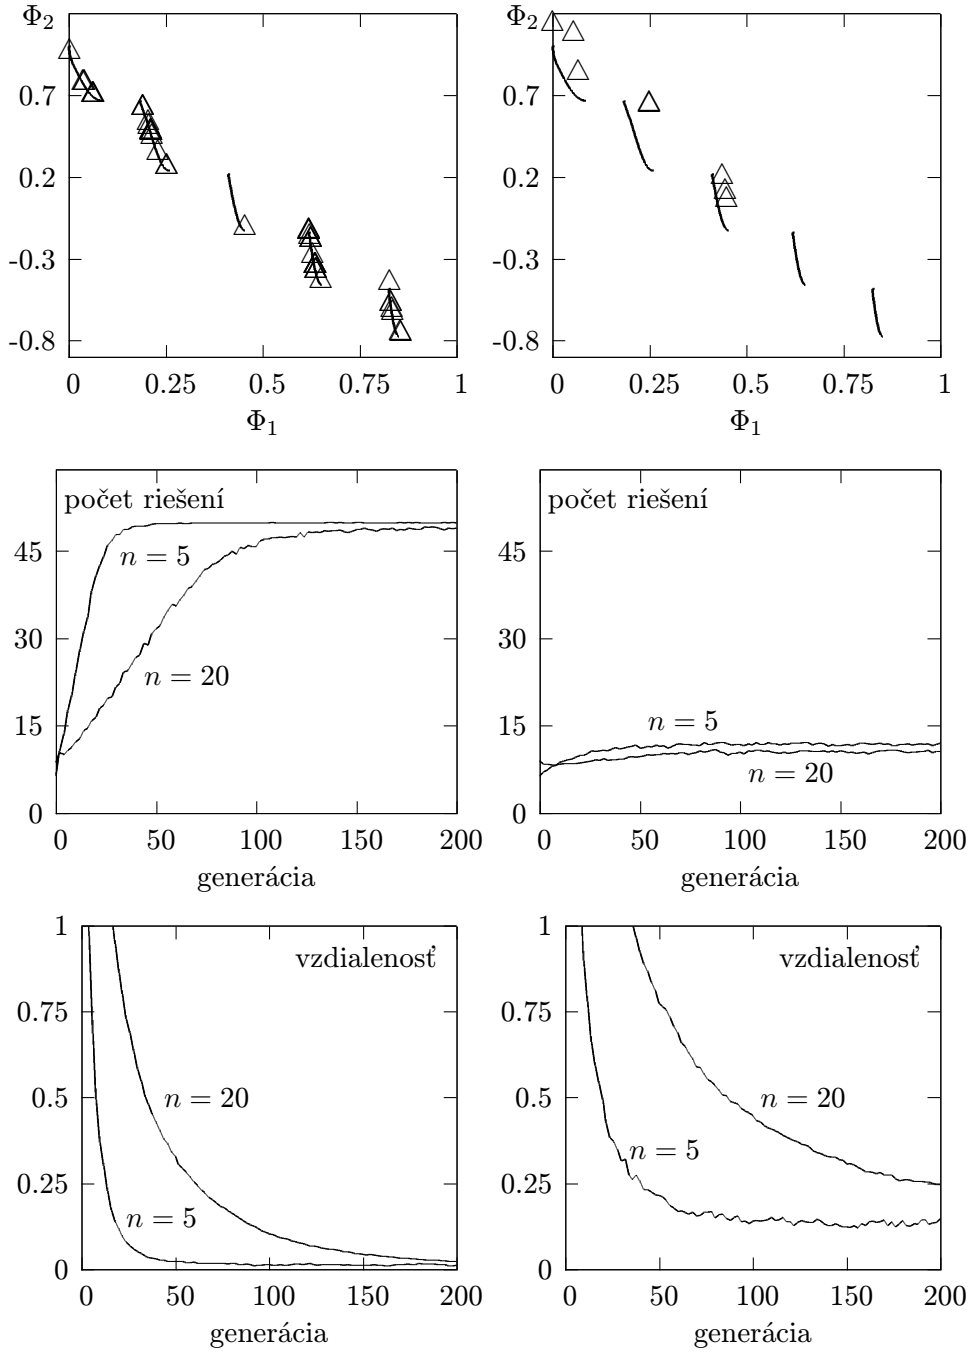 Φ2
0.7
0.2
-0.3
-0.8
0 0.25 0.5 0.75 1
Φ1
Φ2
0.7
0.2
-0.3
-0.8
0 0.25 0.5 0.75 1
Φ1
počet riešení
45
30
15
0
n = 5
n = 20
0 50 100 150 200
generácia
počet riešení
45
30
15
0
n = 5
n = 20
0 50 100 150 200
generácia
1
0.75
0.5
0.25
0
vzdialenosť
n = 20
n = 5
0 50 100 150 200
generácia
1
0.75
0.5
0.25
0
vzdialenosť
n = 20
n = 5
0 50 100 150 200
generácia